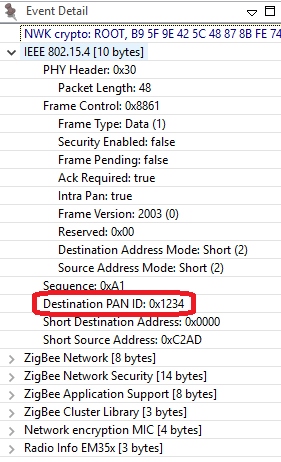 Event Detail
NWK crypto: ROOT, B9 5F 9E 42 5C 48 87 8B FE 74
IEEE 802.15.4 [10 bytes]
PHY Header: 0x30
Packet Length: 48
Frame Control: 0x8861
Frame Type: Data (1)
Security Enabled: false
Frame Pending: false
Ack Required: true
Intra Pan: true
Frame Version: 2003 (0)
Reserved: 0x00
Destination Address Mode: Short (2)
Source Address Mode: Short (2)
Sequence: 0xA1
Destination PAN ID: 0x1234
Short Destination Address: 0x0000
Short Source Address: 0xC2AD
ZigBee Network [8 bytes]
ZigBee Network Security [14 bytes]
ZigBee Application Support [8 bytes]
ZigBee Cluster Library [3 bytes]
Network encryption MIC [4 bytes]
Radio Info EM35x [3 bytes]